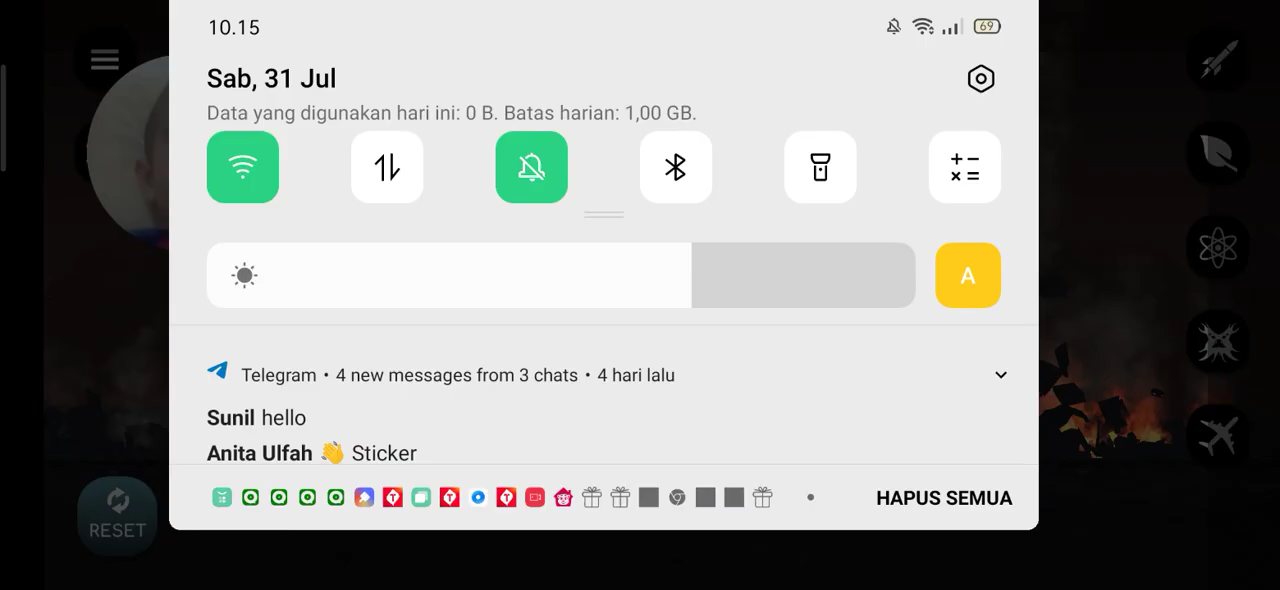 10.15
69
Sab, 31 Jul
Data yang digunakan hari ini: 0 B. Batas harian: 1,00 GB.
A
Telegram • 4 new messages from 3 chats • 4 hari lalu
Sunil hello
Anita Ulfah 👋 Sticker
HAPUS SEMUA
RESET